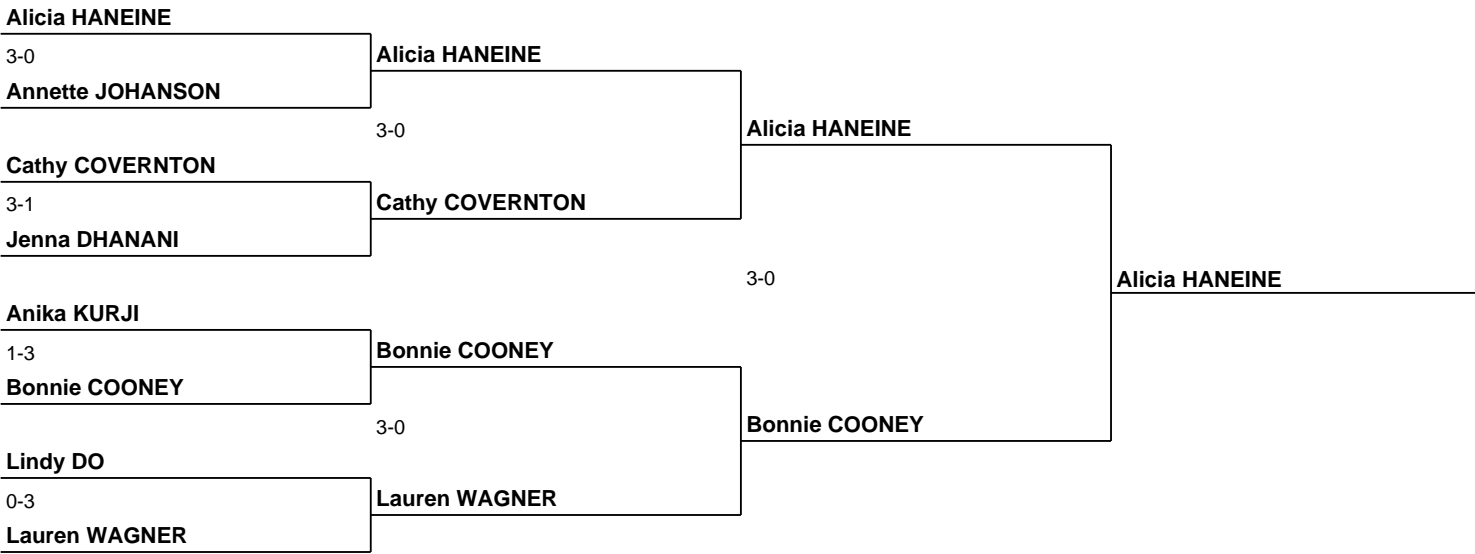 Alicia HANEINE
3-0
Annette JOHANSON
Cathy COVERNTON
3-1
Jenna DHANANI
Anika KURJI
1-3
Bonnie COONEY
Lindy DO
0-3
Lauren WAGNER
Alicia HANEINE
3-0
Cathy COVERNTON
Bonnie COONEY
3-0
Lauren WAGNER
Alicia HANEINE
3-0
Bonnie COONEY
Alicia HANEINE